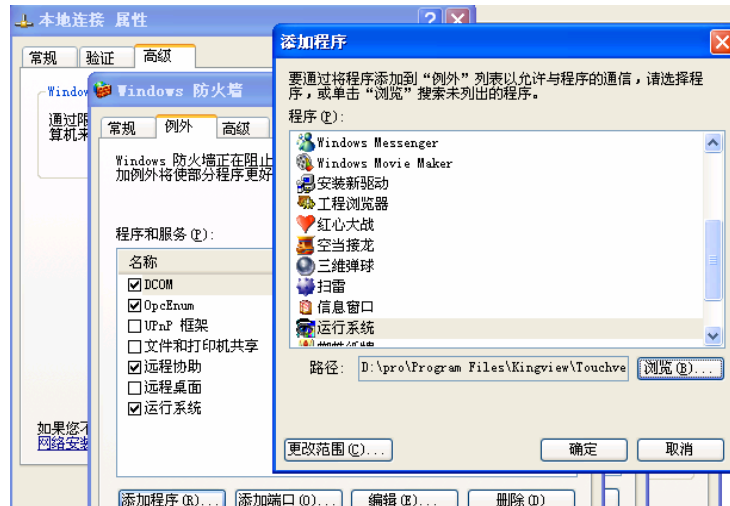 本地连接 属性
常规
验证
高级
Window
通过阻
算机来
如果您不
网络安装
Windows 防火墙
常规
例外
高级
Windows 防火墙正在阻止
加例外将使部分程序更好
程序和服务(P):
名称
DCOM
OpcEnum
UPnP 框架
文件和打印机共享
远程协助
远程桌面
运行系统
添加程序(R)...
添加端口(O)...
编辑(E)...
删除(D)
添加程序
要通过将程序添加到“例外”列表以允许与程序的通信，请选择程
序，或单击“浏览”搜索未列出的程序。
程序(P):
Windows Messenger
Windows Movie Maker
安装新驱动
工程浏览器
红心大战
空当接龙
三维弹球
扫雷
信息窗口
运行系统
路径:
D:\pro\Program Files\Kingview\Touchve
浏览(B)...
更改范围(C)...
确定
取消